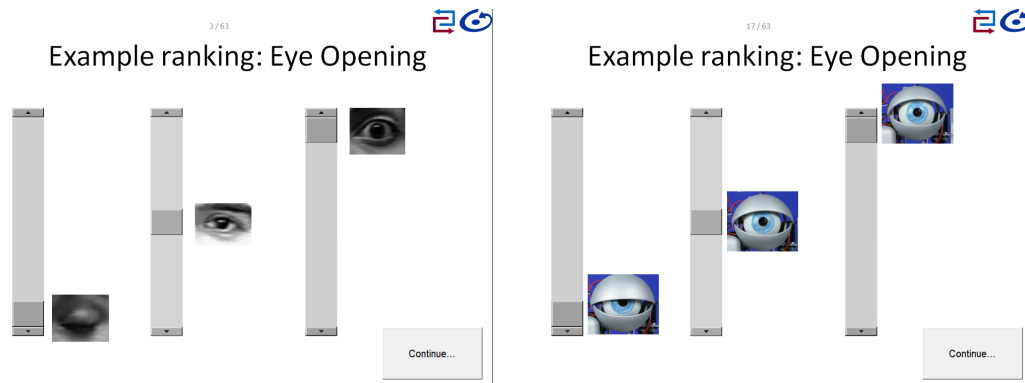 3 / 63
Example ranking: Eye Opening
Continue...
17 / 63
Example ranking: Eye Opening
Continue...